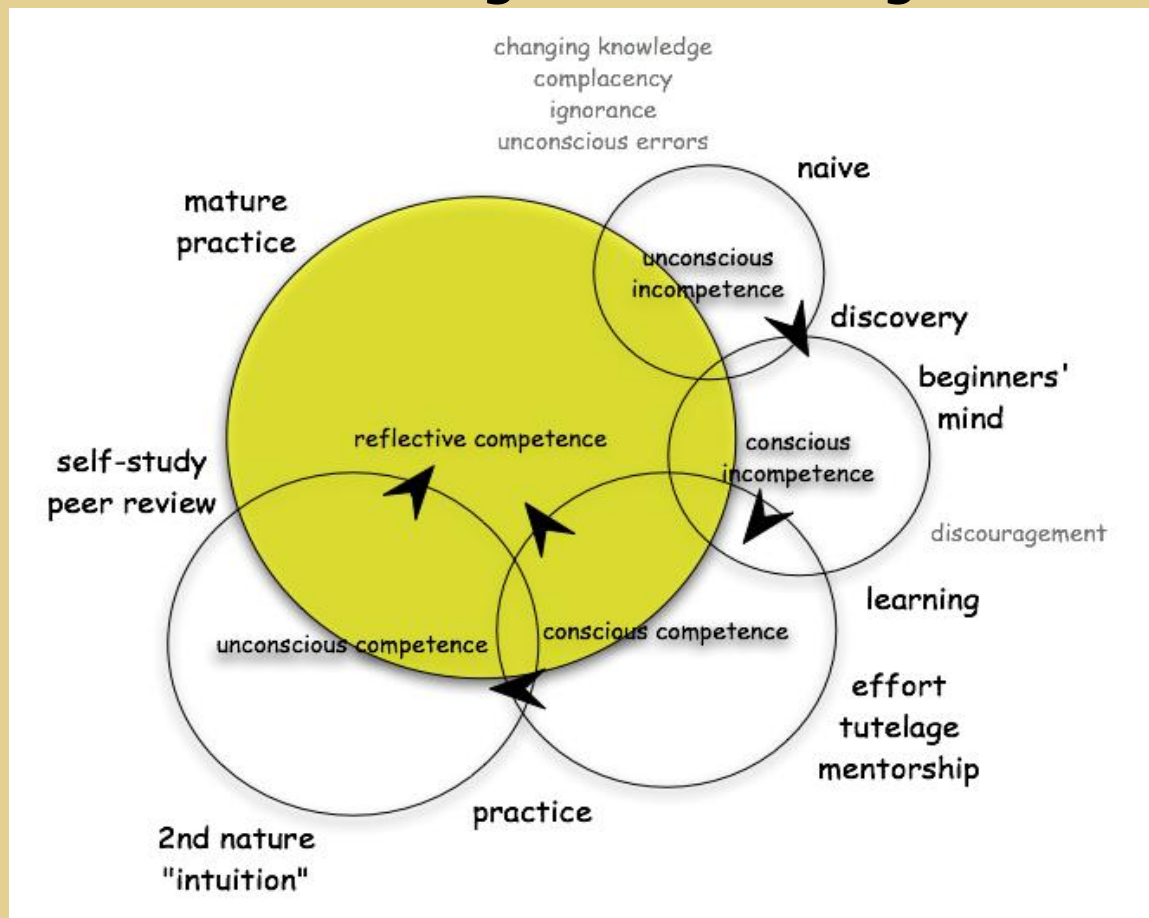 changing knowledge
complacency
ignorance
unconscious errors
naive
mature
practice
unconscious
incompetence
discovery
beginners'
mind
reflective competence
conscious
incompetence
self-study
peer review
discouragement
learning
unconscious competence
conscious competence
effort
tutelage
mentorship
practice
2nd nature
"intuition"